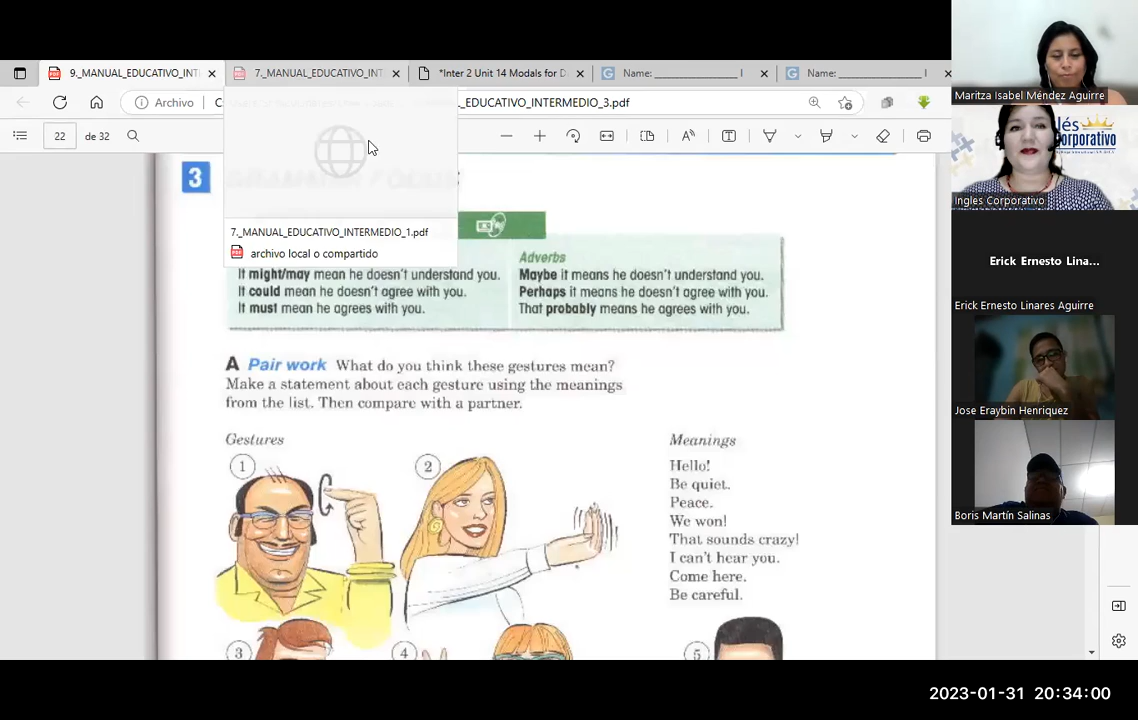 9._MANUAL_EDUCATIVO_INTE
7._MANUAL_EDUCATIVO_INT
*Inter 2 Unit 14 Modals for D
Name: ________________ I
Name: ________________ I
Archivo
C
L_EDUCATIVO_INTERMEDIO_3.pdf
22
de 32
3
7._MANUAL_EDUCATIVO_INTERMEDIO_1.pdf
archivo local o compartido
It might/may mean he doesn't understand you.
It could mean he doesn't agree with you.
It must mean he agrees with you.
Adverbs
Maybe it means he doesn't understand you.
Perhaps it means he doesn't agree with you.
That probably means he agrees with you.
A Pair work What do you think these gestures mean?
Make a statement about each gesture using the meanings
from the list. Then compare with a partner.
Gestures
1
2
3
4
5
Meanings
Hello!
Be quiet.
Peace.
We won!
That sounds crazy!
I can't hear you.
Come here.
Be careful.
Maritza Isabel Méndez Aguirre
lés
orporativo
Ingles Corporativo
Erick Ernesto Lina...
Erick Ernesto Linares Aguirre
Jose Eraybin Henriquez
Boris Martín Salinas
2023-01-31 20:34:00